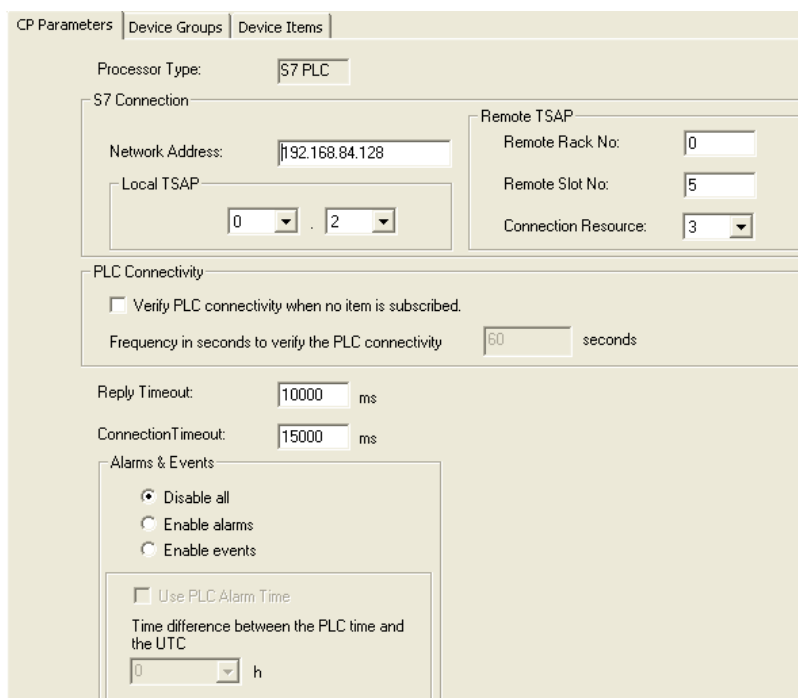 CP Parameters Device Groups Device Items
Processor Type: S7 PLC
S7 Connection
Network Address: 192.168.84.128
Local TSAP
0 . 2
Remote TSAP
Remote Rack No: 0
Remote Slot No: 5
Connection Resource: 3
PLC Connectivity
Verify PLC connectivity when no item is subscribed.
Frequency in seconds to verify the PLC connectivity 60 seconds
Reply Timeout: 10000 ms
ConnectionTimeout: 15000 ms
Alarms & Events
Disable all
Enable alarms
Enable events
Use PLC Alarm Time
Time difference between the PLC time and
the UTC
0 h